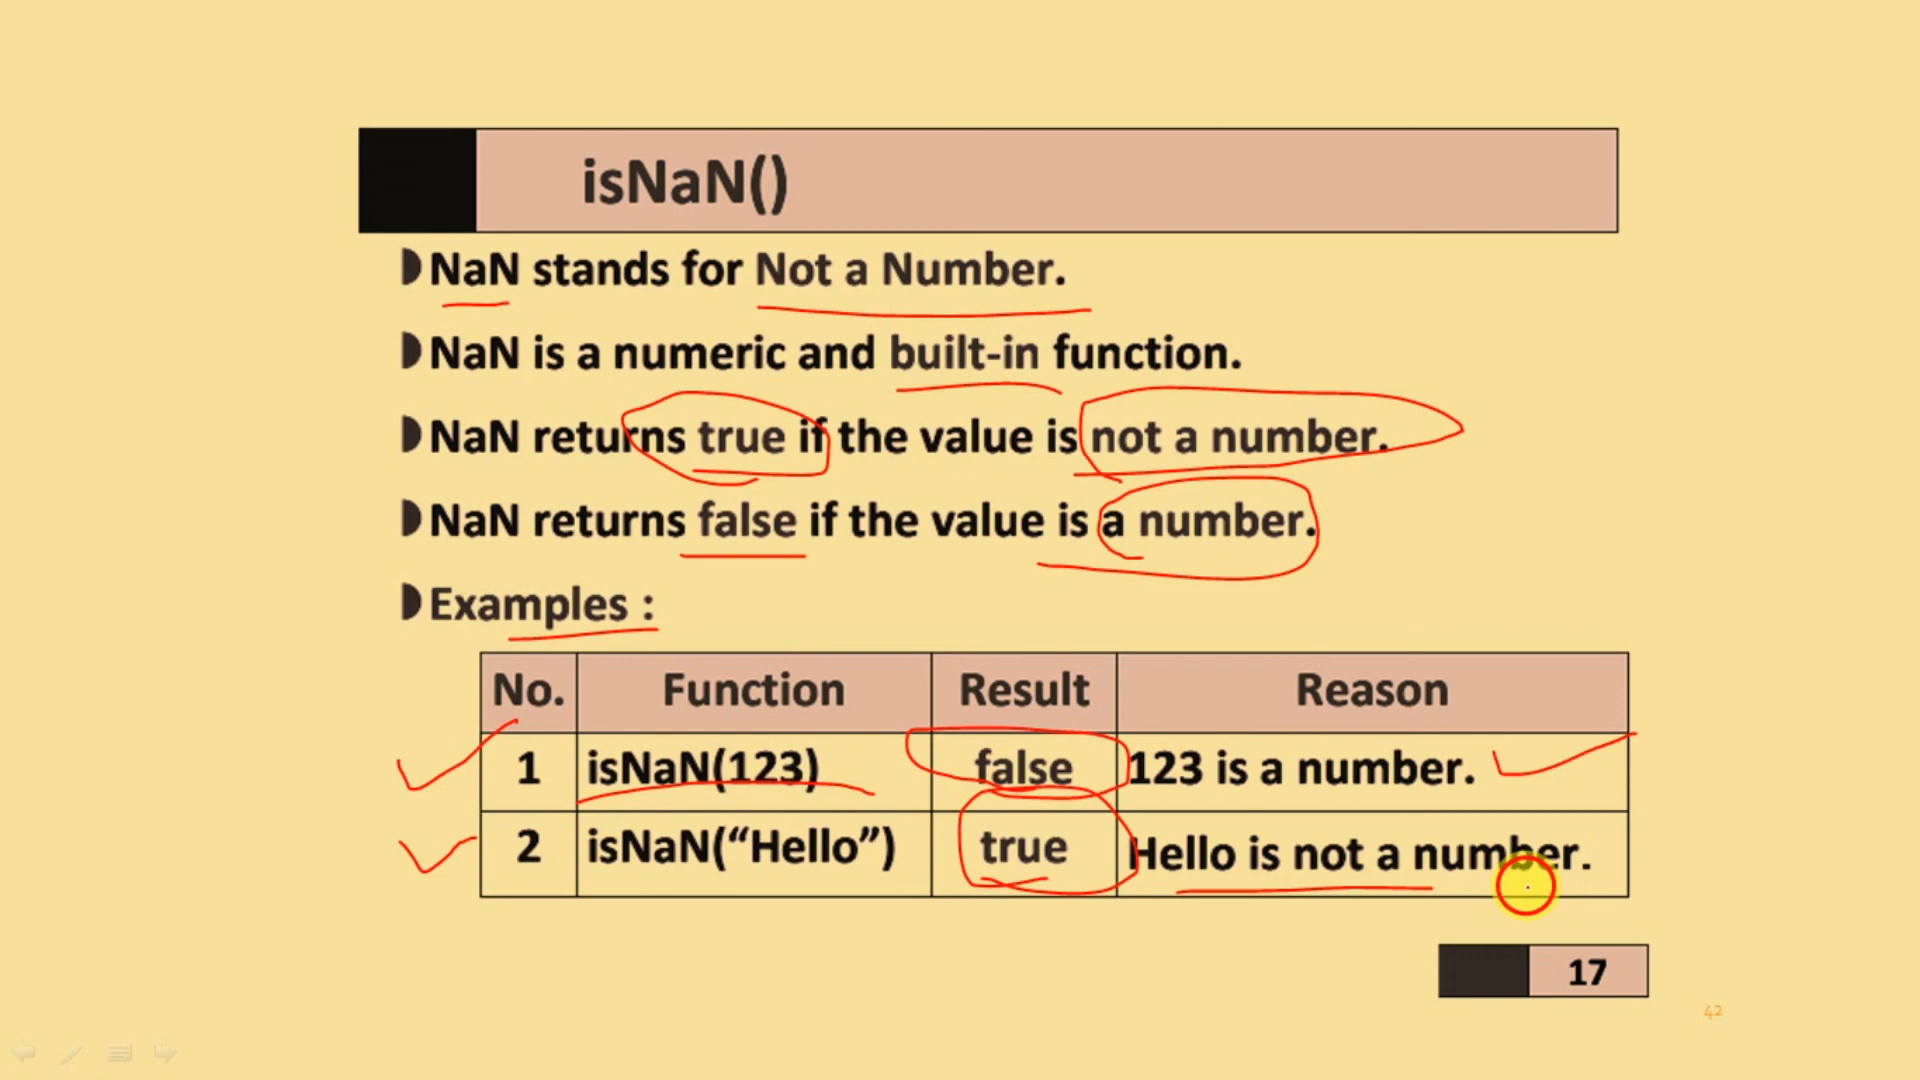 isNaN()
NaN stands for Not a Number.
NaN is a numeric and built-in function.
NaN returns true if the value is not a number.
NaN returns false if the value is a number.
Examples :
No. Function Result Reason
1 isNaN(123) false 123 is a number.
2 isNaN(“Hello”) true Hello is not a number.
17
42